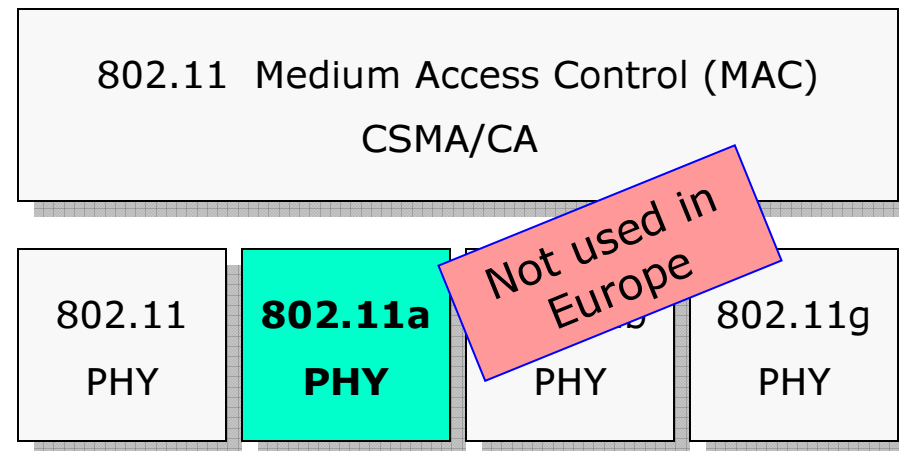 802.11 Medium Access Control (MAC)
CSMA/CA
Not used in
Europe
802.11
PHY
802.11a
PHY
PHY
802.11g
PHY